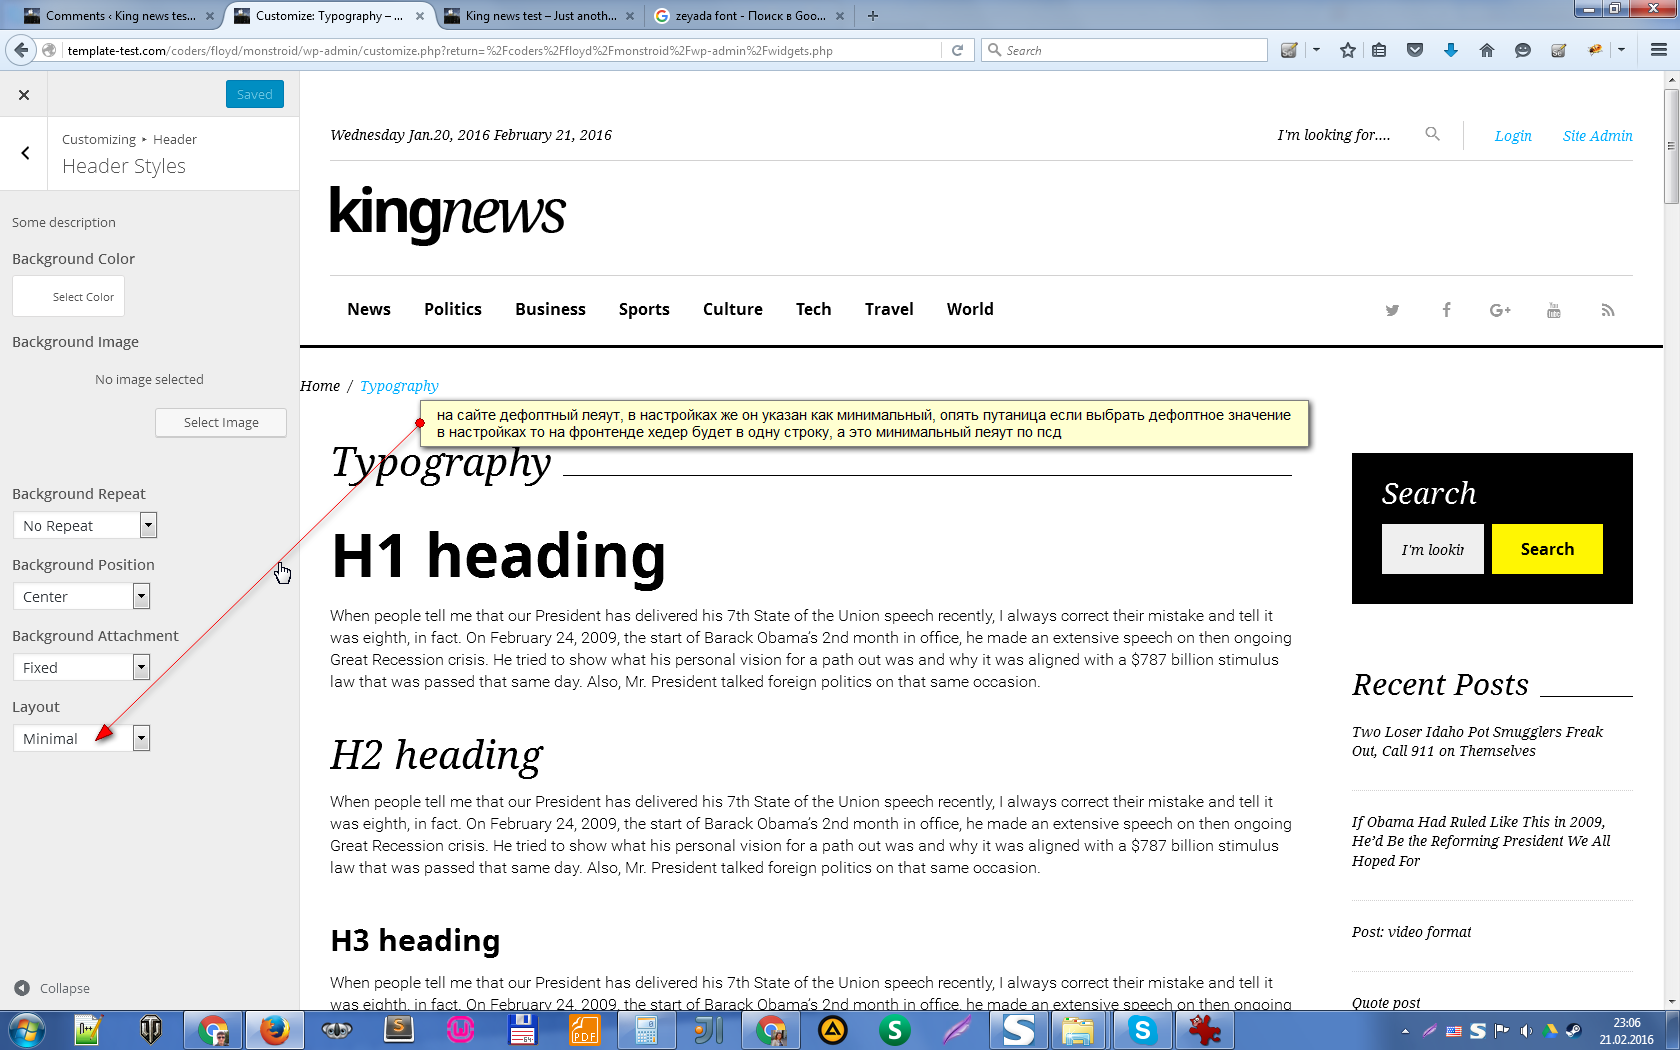 Comments ‹ King news tes...
Customize: Typography – ...
King news test – Just anoth...
zeyada font - Поиск в Goo...
template-test.com/coders/floyd/monstroid/wp-admin/customize.php?return=%2Fcoders%2Ffloyd%2Fmonstroid%2Fwp-admin%2Fwidgets.php
Search
Saved
Customizing ▸ Header
Header Styles
Some description
Background Color
Select Color
Background Image
No image selected
Select Image
Background Repeat
No Repeat
Background Position
Center
Background Attachment
Fixed
Layout
Minimal
Collapse
Wednesday Jan.20, 2016 February 21, 2016
I'm looking for....
Login
Site Admin
kingnews
News Politics Business Sports Culture Tech Travel World
Home / Typography
на сайте дефолтный леяут, в настройках же он указан как минимальный, опять путаница если выбрать дефолтное значение
в настройках то на фронтенде хедер будет в одну строку, а это минимальный леяут по псд
Typography
H1 heading
When people tell me that our President has delivered his 7th State of the Union speech recently, I always correct their mistake and tell it
was eighth, in fact. On February 24, 2009, the start of Barack Obama’s 2nd month in office, he made an extensive speech on then ongoing
Great Recession crisis. He tried to show what his personal vision for a path out was and why it was aligned with a $787 billion stimulus
law that was passed that same day. Also, Mr. President talked foreign politics on that same occasion.
H2 heading
When people tell me that our President has delivered his 7th State of the Union speech recently, I always correct their mistake and tell it
was eighth, in fact. On February 24, 2009, the start of Barack Obama’s 2nd month in office, he made an extensive speech on then ongoing
Great Recession crisis. He tried to show what his personal vision for a path out was and why it was aligned with a $787 billion stimulus
law that was passed that same day. Also, Mr. President talked foreign politics on that same occasion.
H3 heading
When people tell me that our President has delivered his 7th State of the Union speech recently, I always correct their mistake and tell it
was eighth, in fact. On February 24, 2009, the start of Barack Obama’s 2nd month in office, he made an extensive speech on then ongoing
Search
I'm lookin
Search
Recent Posts
Two Loser Idaho Pot Smugglers Freak
Out, Call 911 on Themselves
If Obama Had Ruled Like This in 2009,
He’d Be the Reforming President We All
Hoped For
Post: video format
Quote post
23:06
21.02.2016